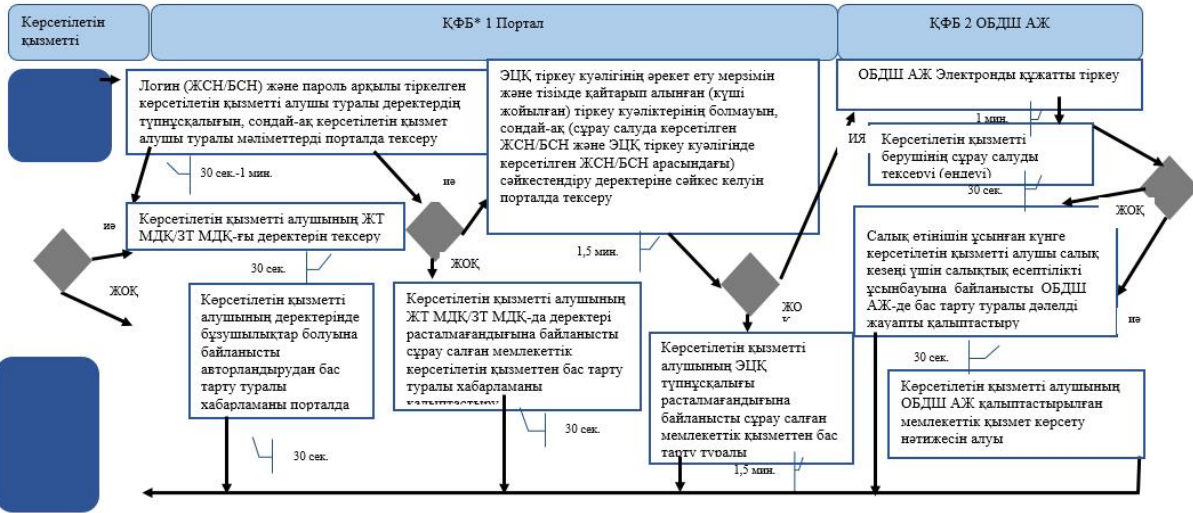 Көрсетілетін
қызметті
ҚФБ* 1 Портал
ҚФБ 2 ОБДШ АЖ
Логин (ЖСН/БСН) және пароль арқылы тіркелген
көрсетілетін қызметті алушы туралы деректердің
түпнұсқалығын, сондай-ақ көрсетілетін қызмет
алушы туралы мәліметтерді порталда тексеру
30 сек.-1 мин.
иә
Көрсетілетін қызметті алушының ЖТ
МДҚ/ЗТ МДҚ-ғы деректерін тексеру
30 сек.
иә
ЖОҚ
Көрсетілетін қызметті
алушының деректерінде
бұзушылықтар болуына
байланысты
авторландырудан бас
тарту туралы
хабарламаны порталда
30 сек.
ЖОҚ
Көрсетілетін қызметті алушының
ЖТ МДҚ/ЗТ МДҚ-да деректері
расталмағандығына байланысты
сұрау салған мемлекеттік
көрсетілетін қызметтен бас тарту
туралы хабарламаны
қалыптастыру
30 сек.
ЭЦҚ тіркеу куәлігінің әрекет ету мерзімін
және тізімде қайтарып алынған (күші
жойылған) тіркеу куәліктерінің болмауын,
сондай-ақ (сұрау салуда көрсетілген
ЖСН/БСН және ЭЦҚ тіркеу куәлігінде
көрсетілген ЖСН/БСН арасындағы)
сәйкестендіру деректеріне сәйкес келуін
порталда тексеру
1,5 мин.
ЖО
Көрсетілетін қызметті
алушының ЭЦҚ
түпнұсқалығы
расталмағандығына
байланысты сұрау салған
мемлекеттік қызметтен бас
тарту туралы
1,5 мин.
ОБДШ АЖ Электронды құжатты тіркеу
1 мин.
ИЯ
Көрсетілетін қызметті
берушінің сұрау салуды
тексеруі (өңдеуі)
30 сек.
ЖОҚ
Салық өтінішін ұсынған күнге
көрсетілетін қызметті алушы салық
кезеңі үшін салықтық есептілікті
ұсынбауына байланысты ОБДШ
АЖ-де бас тарту туралы дәлелді
жауапты қалыптастыру
иә
30 сек.
Көрсетілетін қызметті алушының
ОБДШ АЖ қалыптастырылған
мемлекеттік қызмет көрсету
нәтижесін алуы